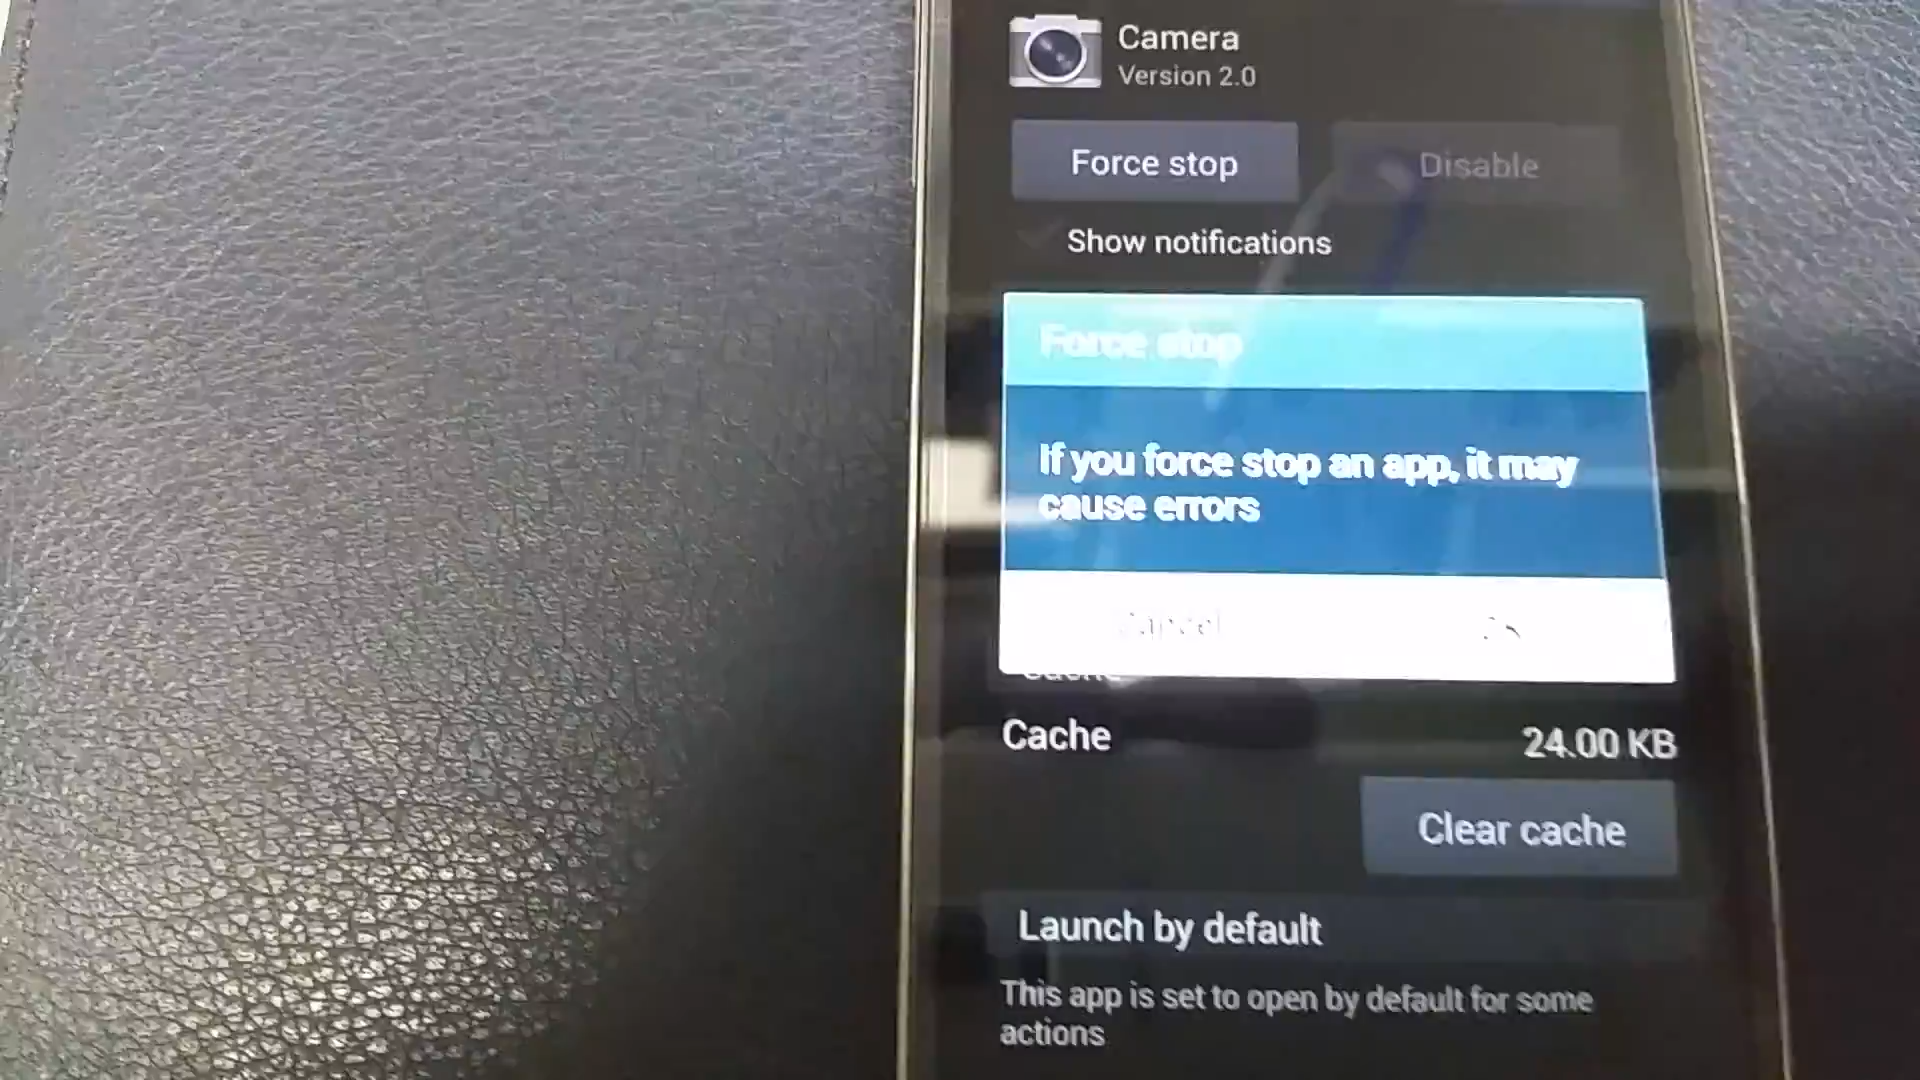 Camera
Version 2.0
Force stop
Disable
Show notifications
Force stop
If you force stop an app, it may
cause errors
Cancel
Cache
Cache
24.00 KB
Clear cache
Launch by default
This app is set to open by default for some
actions